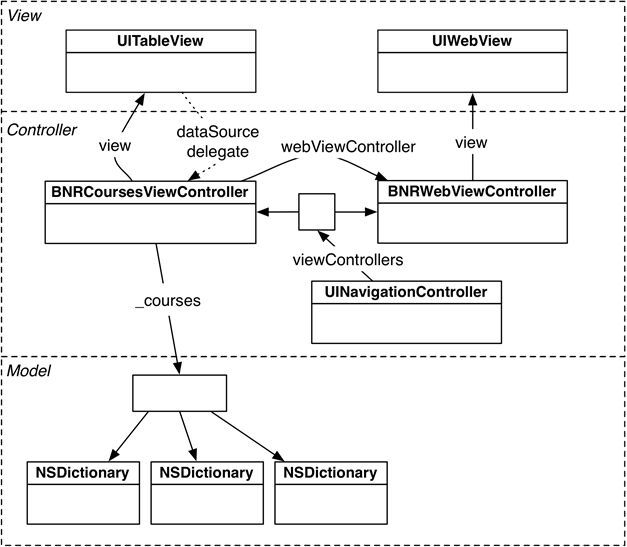 View
UITableView
UIWebView
Controller
view
dataSource
delegate
webViewController
view
BNRCoursesViewController
BNRWebViewController
viewControllers
UINavigationController
_courses
Model
NSDictionary
NSDictionary
NSDictionary